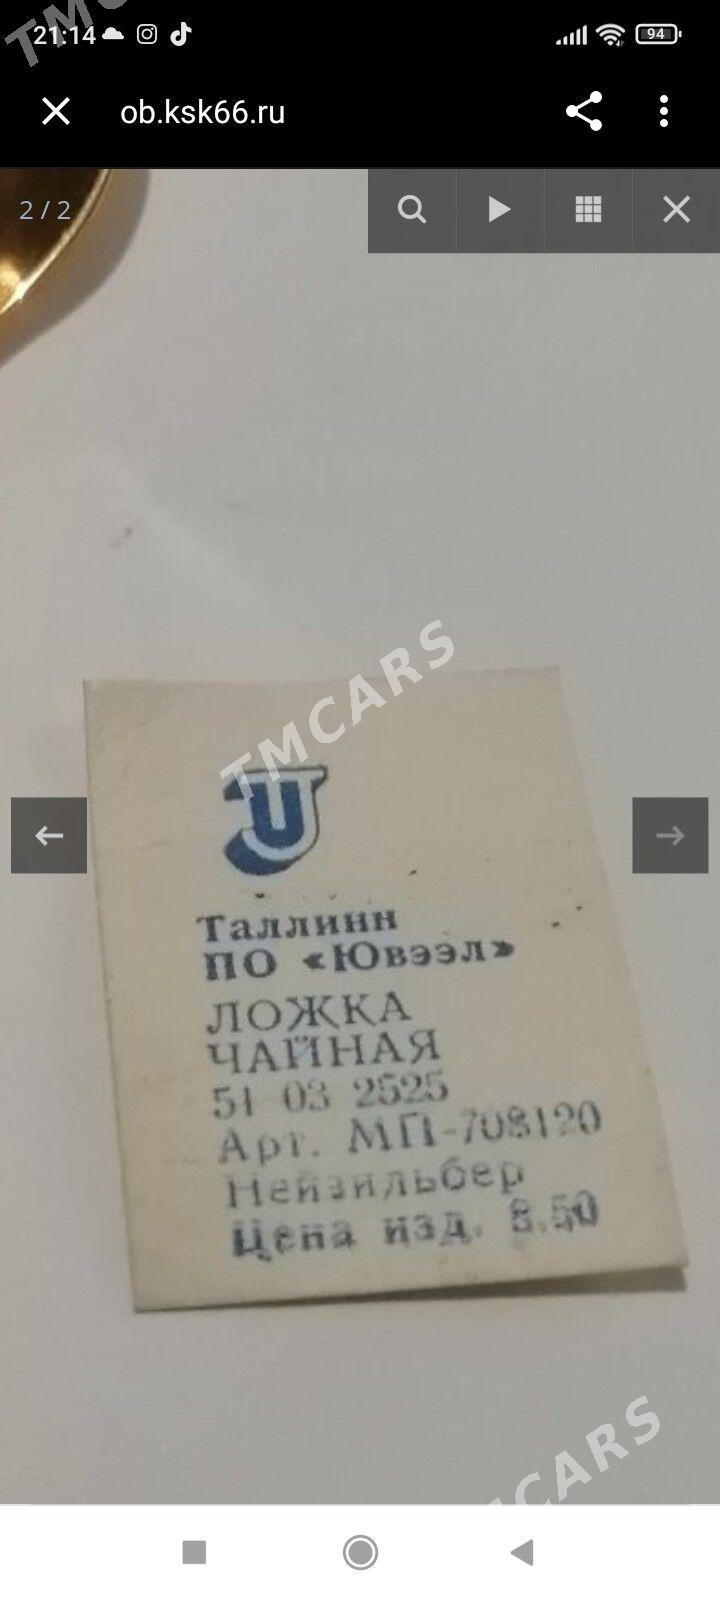 21:14
94
ob.ksk66.ru
2 / 2
TMCARS
Таллинн
ПО «Ювээл»
ЛОЖКА
ЧАЙНАЯ
51 03 2525
Арт. МП-708120
Нейзильбер
Цена изд. 8.50